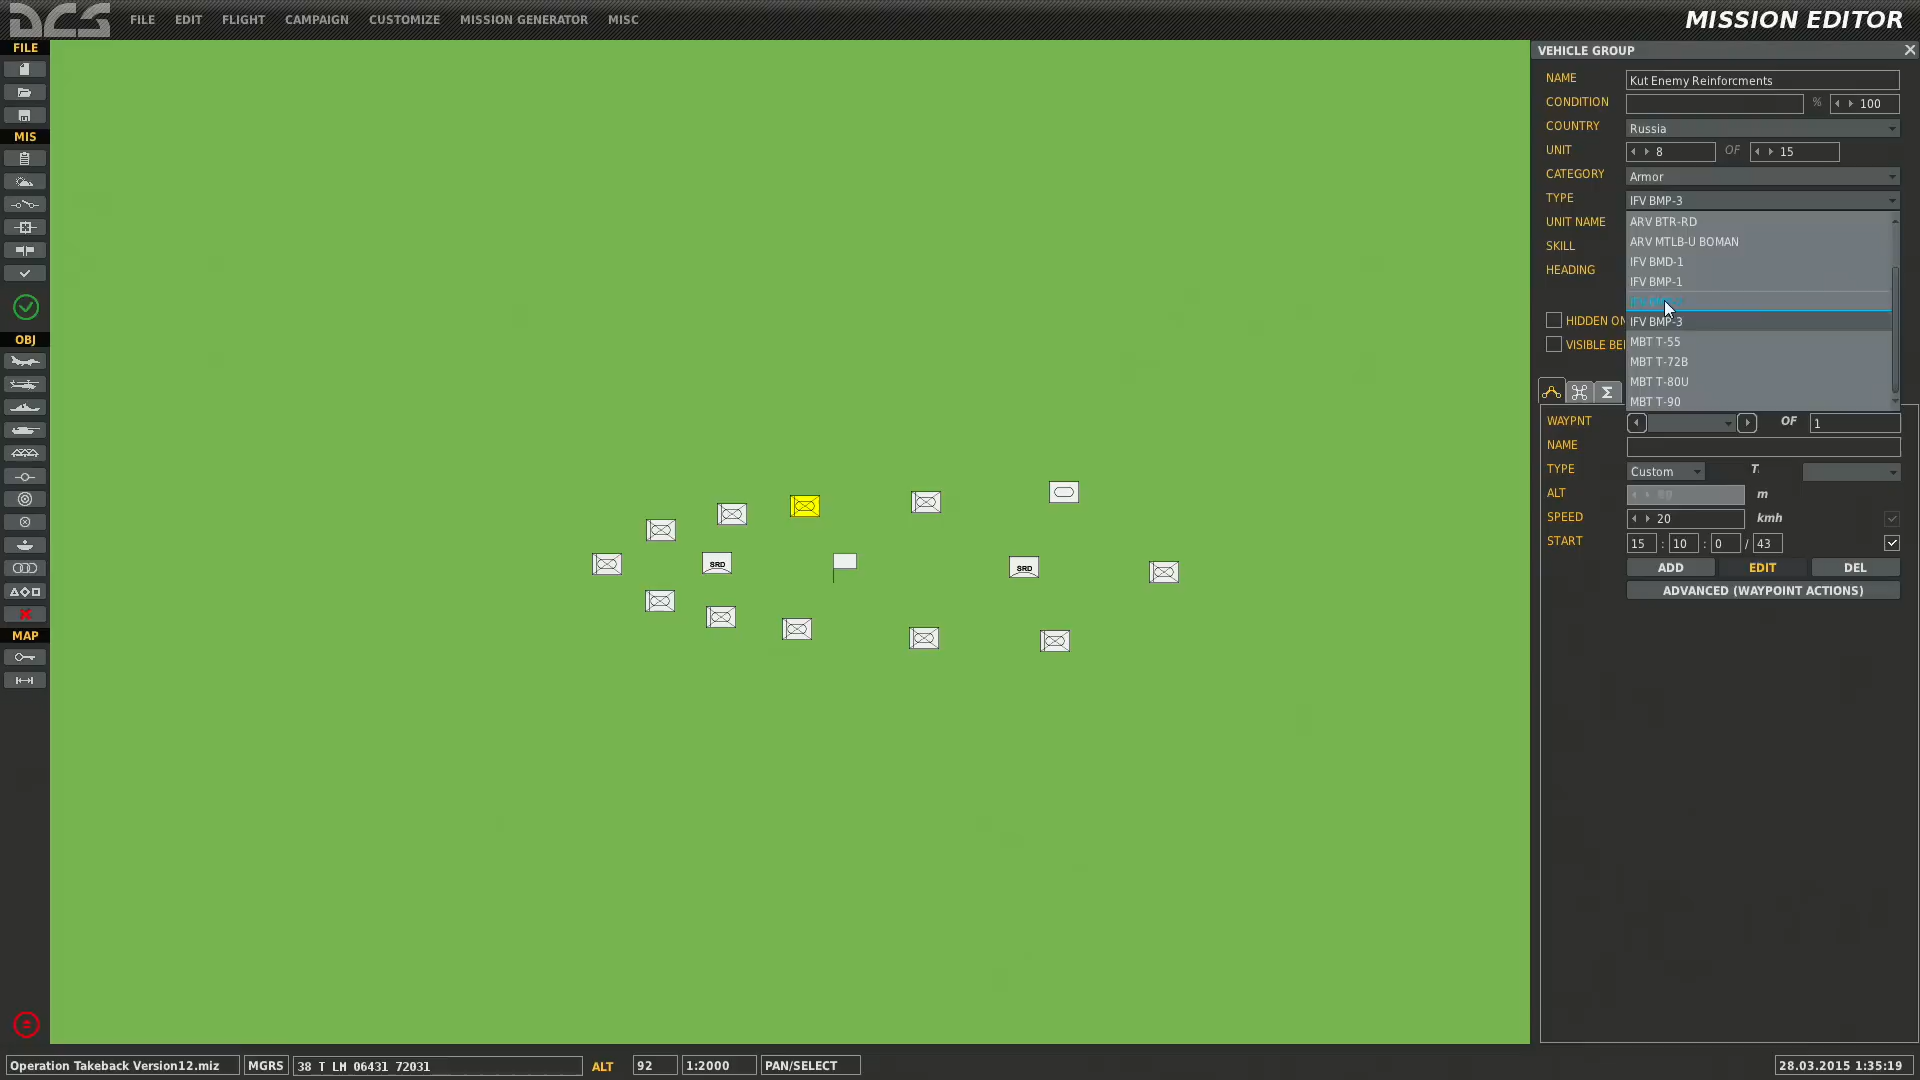 DCS FILE EDIT FLIGHT CAMPAIGN CUSTOMIZE MISSION GENERATOR MISC MISSION EDITOR
FILE
MIS
OBJ
MAP
SRD
SRD
VEHICLE GROUP
NAME Kut Enemy Reinforcments
CONDITION % 100
COUNTRY Russia
UNIT 8 OF 15
CATEGORY Armor
TYPE IFV BMP-3
UNIT NAME
SKILL
HEADING
ARV BTR-RD
ARV MTLB-U BOMAN
IFV BMD-1
IFV BMP-1
IFV BMP-3
MBT T-55
MBT T-72B
MBT T-80U
MBT T-90
HIDDEN ON
VISIBLE BE
Σ
WAYPNT OF 1
NAME
TYPE Custom T.
ALT 80 m
SPEED 20 kmh
START 15 : 10 : 0 / 43
ADD EDIT DEL
ADVANCED (WAYPOINT ACTIONS)
Operation Takeback Version12.miz MGRS 38 T LM 06431 72031 ALT 92 1:2000 PAN/SELECT 28.03.2015 1:35:19